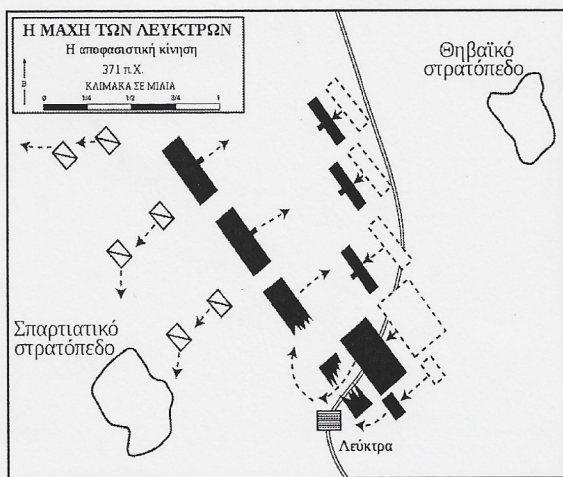 Η ΜΑΧΗ ΤΩΝ ΛΕΥΚΤΡΩΝ
Η αποφασιστική κίνηση
371 π.Χ.
ΚΛΙΜΑΚΑ ΣΕ ΜΙΛΙΑ
0 1/4 1/2 3/4 1
Β
Θηβαϊκό
στρατόπεδο
Σπαρτιατικό
στρατόπεδο
Λεύκτρα